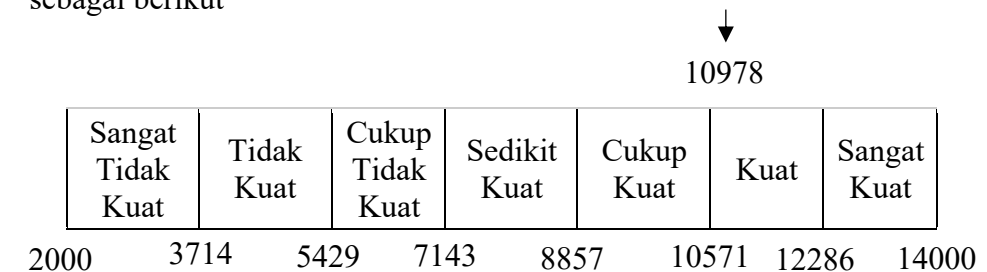 sebagai berikut
10978
Sangat Tidak Kuat
Tidak Kuat
Cukup Tidak Kuat
Sedikit Kuat
Cukup Kuat
Kuat
Sangat Kuat
2000 3714 5429 7143 8857 10571 12286 14000